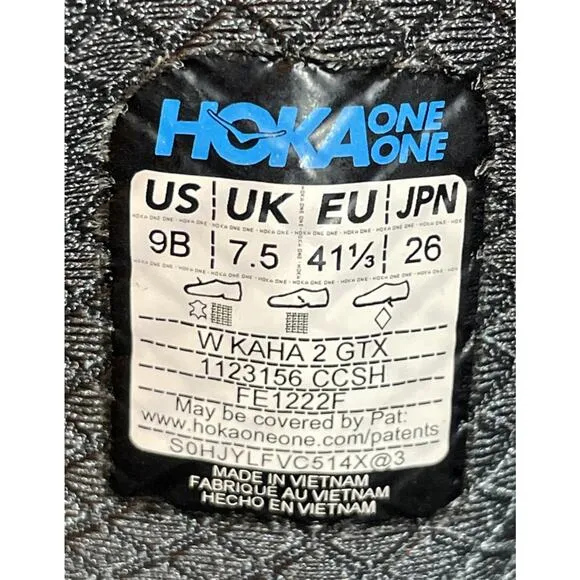 HOKA ONE ONE
US UK EU JPN
9B 7.5 41⅓ 26
W KAHA 2 GTX
1123156 CCSH
FE1222F
May be covered by Pat:
www.hokaoneone.com/patents
S0HJYLFVC514X@3
MADE IN VIETNAM
FABRIQUÉ AU VIETNAM
HECHO EN VIETNAM